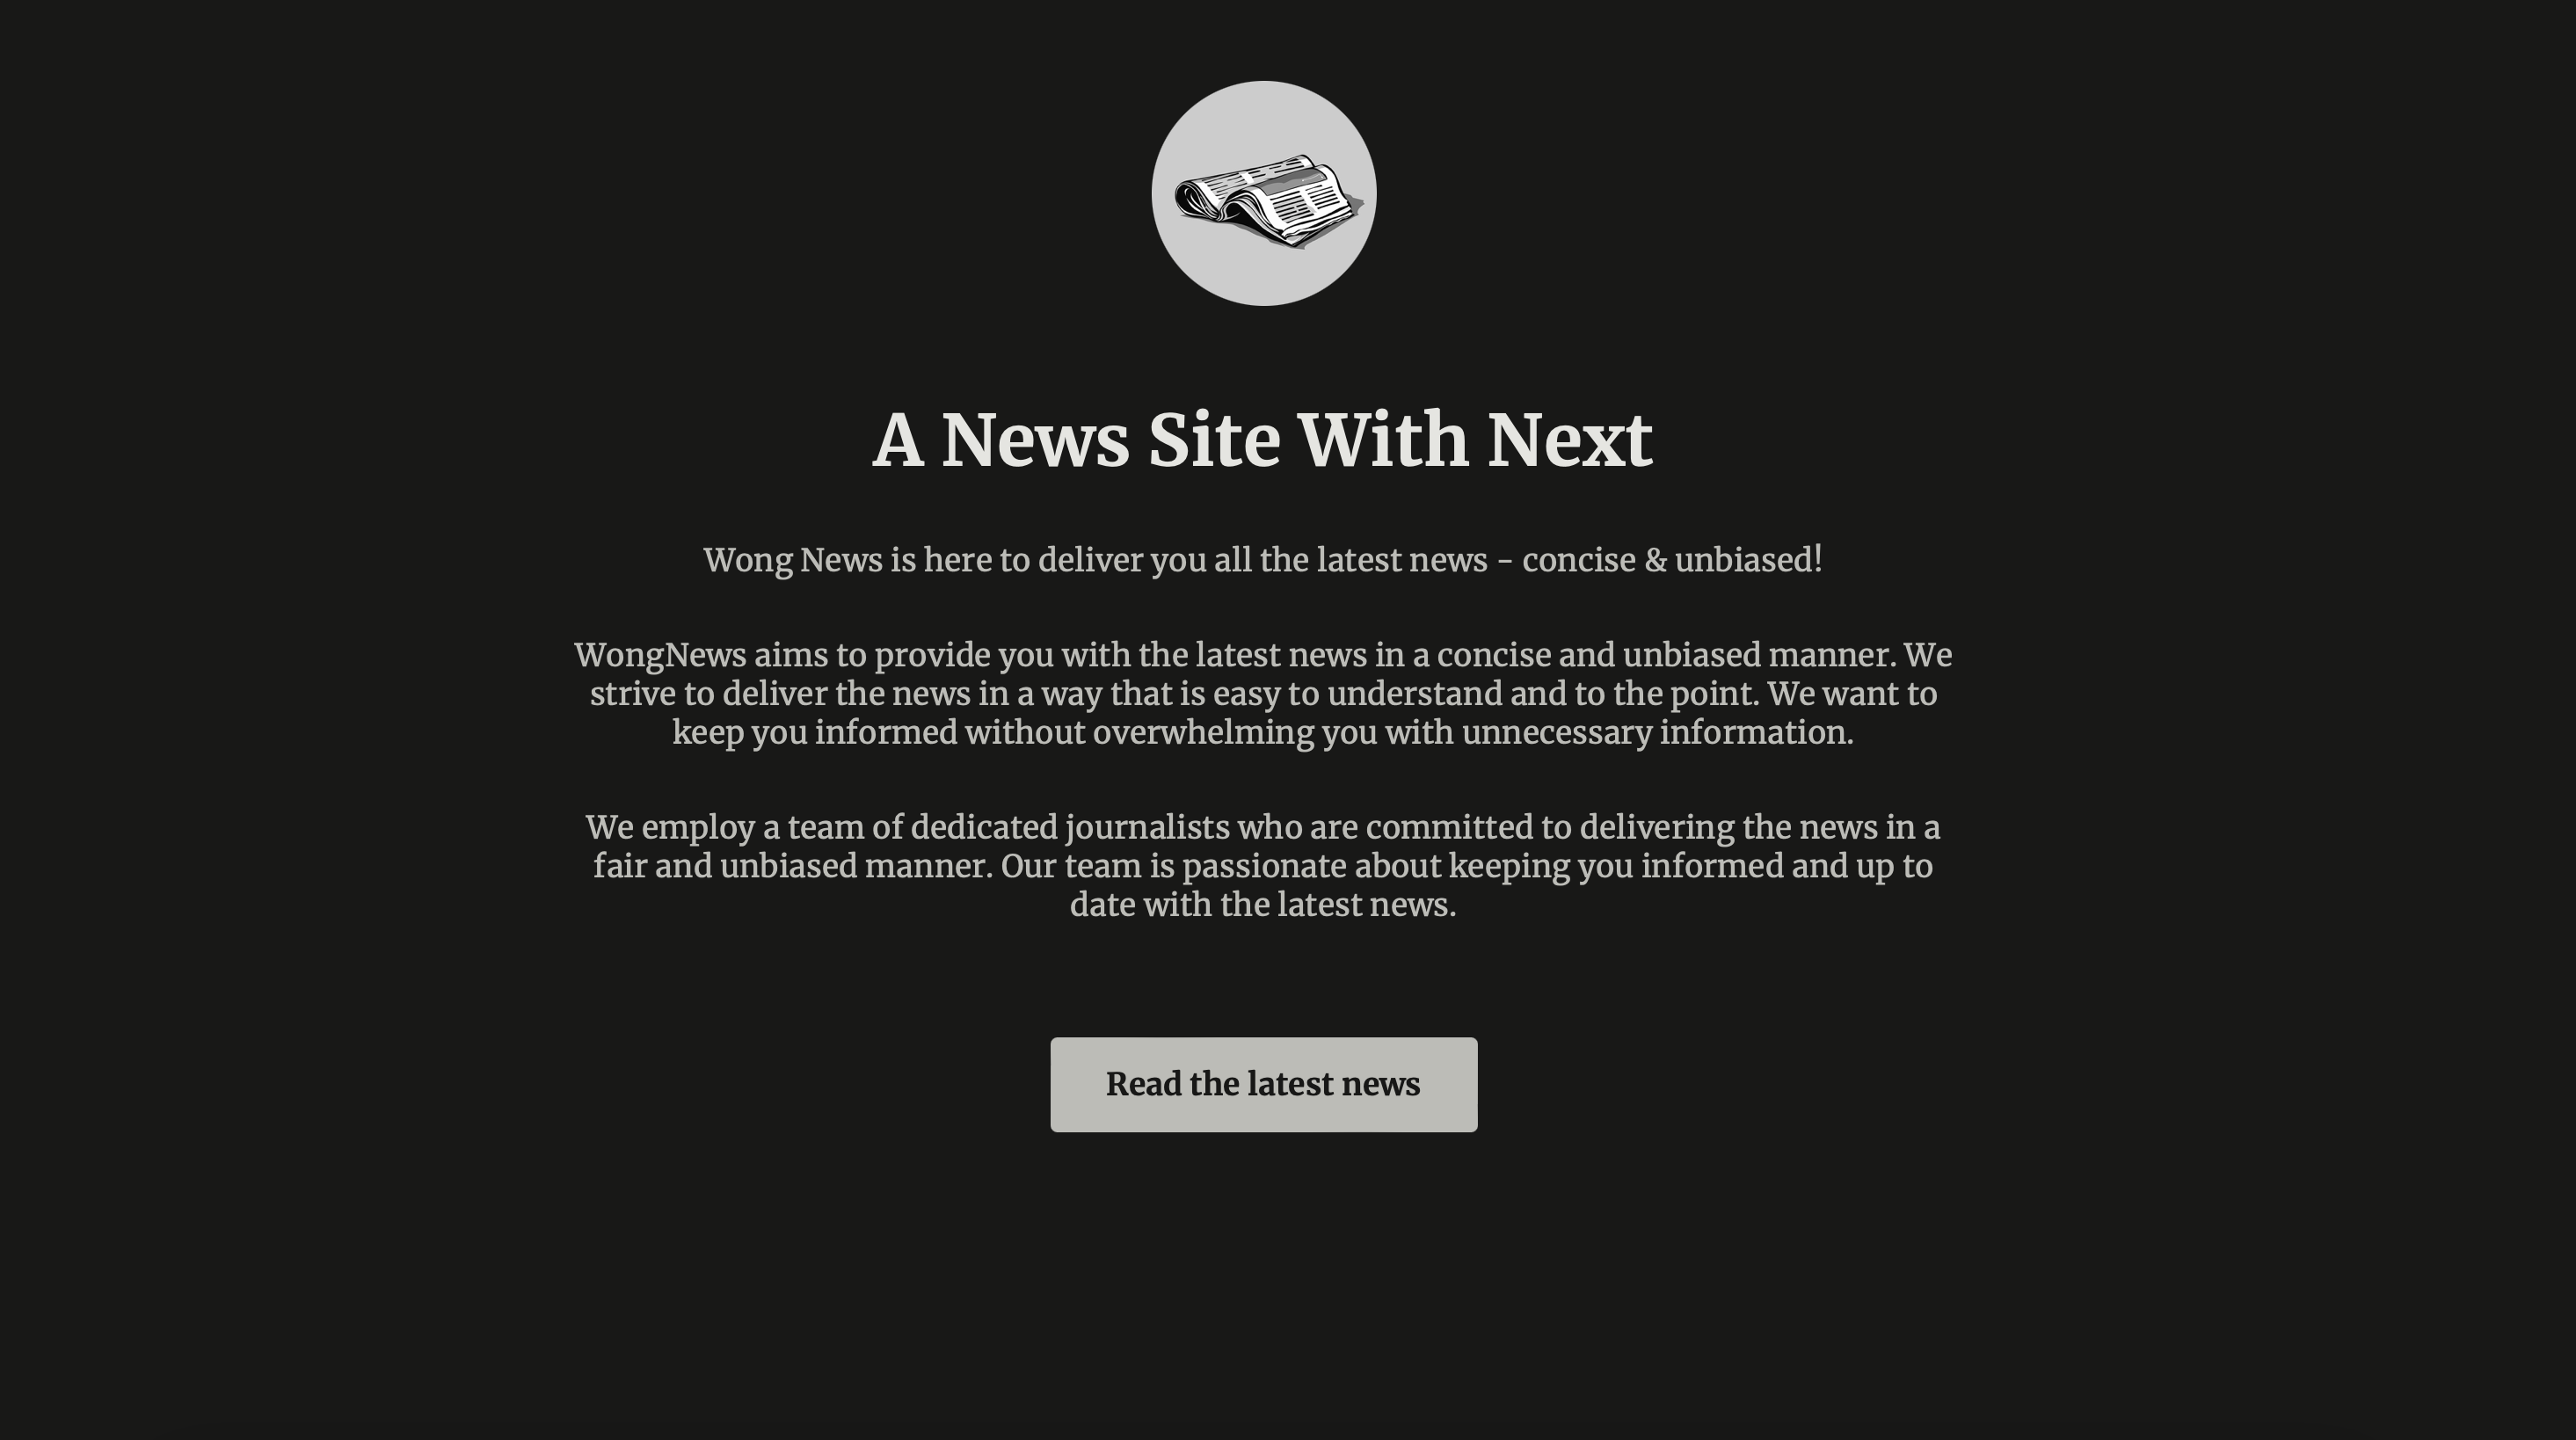 A News Site With Next
Wong News is here to deliver you all the latest news - concise & unbiased!
WongNews aims to provide you with the latest news in a concise and unbiased manner. We
strive to deliver the news in a way that is easy to understand and to the point. We want to
keep you informed without overwhelming you with unnecessary information.
We employ a team of dedicated journalists who are committed to delivering the news in a
fair and unbiased manner. Our team is passionate about keeping you informed and up to
date with the latest news.
Read the latest news